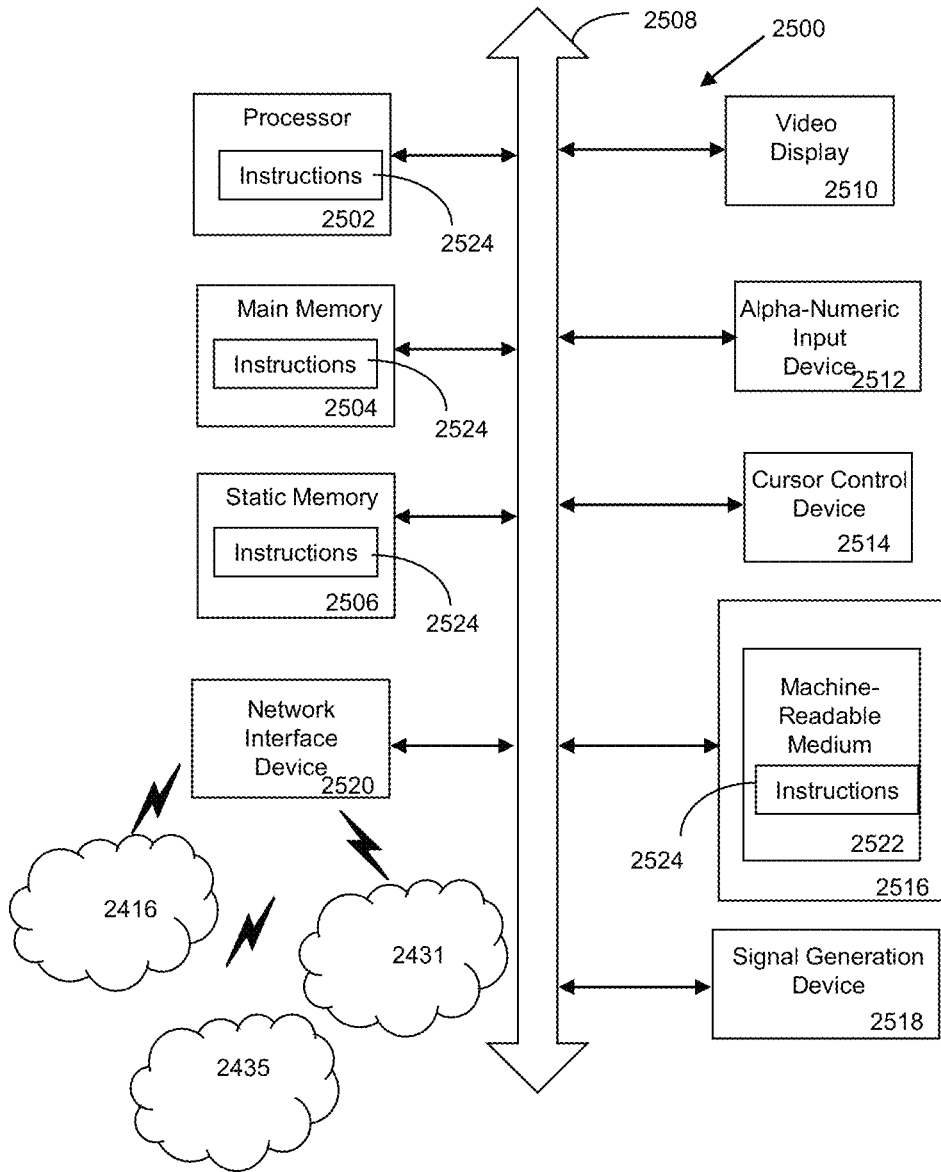 2508
2500
Processor
Instructions
2502
2524
Main Memory
Instructions
2504
2524
Static Memory
Instructions
2506
2524
Network
Interface
Device
2520
2416
2431
2435
Video
Display
2510
Alpha-Numeric
Input
Device
2512
Cursor Control
Device
2514
Machine-
Readable
Medium
Instructions
2522
2524
2516
Signal Generation
Device
2518